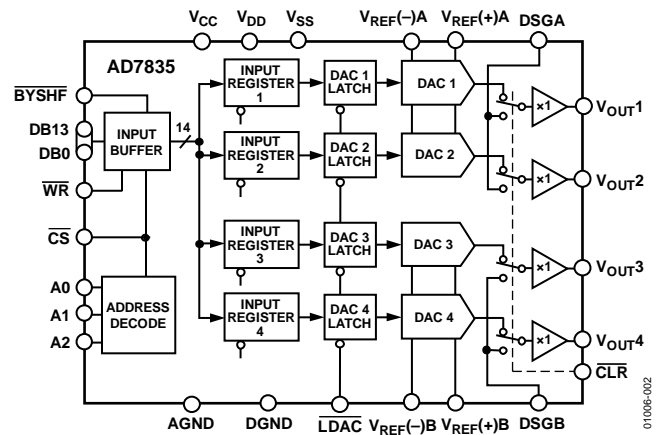 VCC VDD VSS VREF(–)A VREF(+)A DSGA
AD7835
BYSHF
DB13
DB0
WR
CS
A0
A1
A2
INPUT
BUFFER
14
ADDRESS
DECODE
INPUT
REGISTER
1
DAC 1
LATCH
DAC 1
×1
VOUT1
INPUT
REGISTER
2
DAC 2
LATCH
DAC 2
×1
VOUT2
INPUT
REGISTER
3
DAC 3
LATCH
DAC 3
×1
VOUT3
INPUT
REGISTER
4
DAC 4
LATCH
DAC 4
×1
VOUT4
CLR
AGND DGND LDAC VREF(–)B VREF(+)B DSGB
01006-002